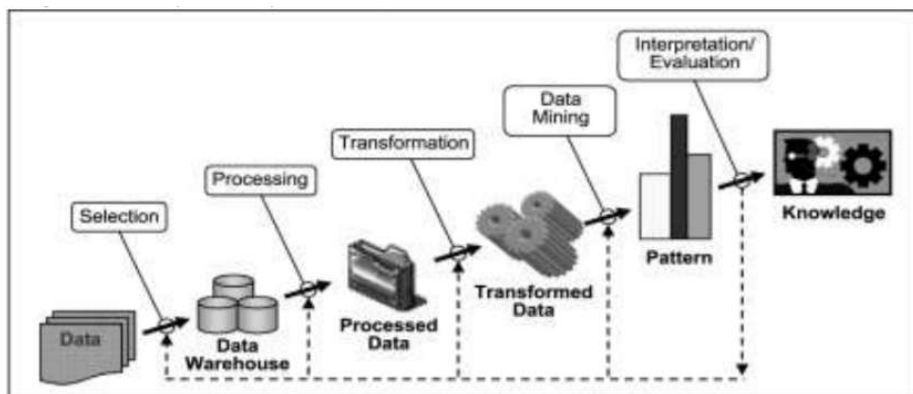 Interpretation/
Evaluation
Data
Mining
Transformation
Processing
Selection
Knowledge
Pattern
Transformed
Data
Processed
Data
Data
Warehouse
Data